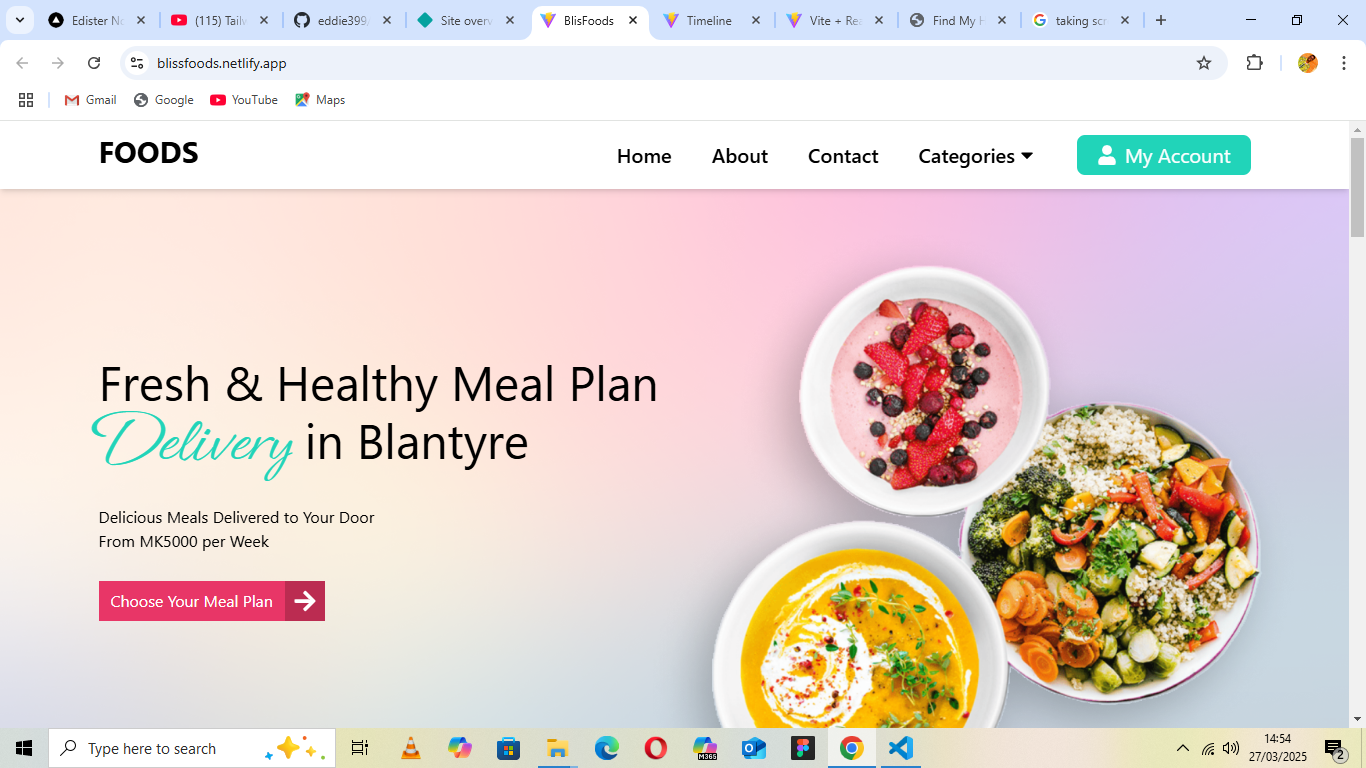 Edister No
(115) Tailw
eddie399/
Site overv
BlisFoods
Timeline
Vite + Rea
Find My H
taking scr
blissfoods.netlify.app
Gmail
Google
YouTube
Maps
FOODS
Home
About
Contact
Categories
My Account
Fresh & Healthy Meal Plan
Delivery in Blantyre
Delicious Meals Delivered to Your Door
From MK5000 per Week
Choose Your Meal Plan
Type here to search
M365
14:54
27/03/2025
2